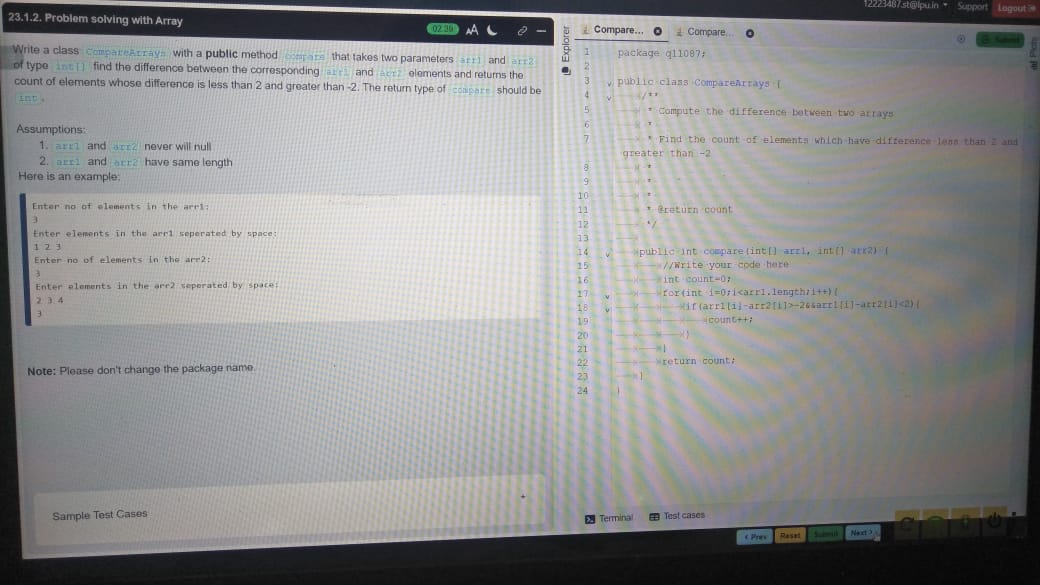 12223487.st@lpu.in Support Logout
23.1.2. Problem solving with Array
02:39 AA
Write a class CompareArrays with a public method compare that takes two parameters arr1 and arr2
of type int[] find the difference between the corresponding arr1 and arr2 elements and returns the
count of elements whose difference is less than 2 and greater than -2. The return type of compare should be
int.
Assumptions:
1. arr1 and arr2 never will null
2. arr1 and arr2 have same length
Here is an example:
Enter no of elements in the arr1:
3
Enter elements in the arr1 seperated by space:
1 2 3
Enter no of elements in the arr2:
3
Enter elements in the arr2 seperated by space:
2 3 4
3
Note: Please don't change the package name.
Sample Test Cases
Explorer
Compare... Compare...
Submit
1 package q11087;
2
3 public class CompareArrays {
4 /**
5 * Compute the difference between two arrays
6 *
7 * Find the count of elements which have difference less than 2 and
greater than -2
8 *
9 *
10 *
11 * @return count
12 */
13
14 public int compare(int[] arr1, int[] arr2) {
15 //Write your code here
16 int count=0;
17 for(int i=0;i<arr1.length;i++){
18 if(arr1[i]-arr2[i]>-2&&arr1[i]-arr2[i]<2){
19 count++;
20 }
21 }
22 return count;
23 }
24 }
Terminal Test cases
< Prev Reset Submit Next >